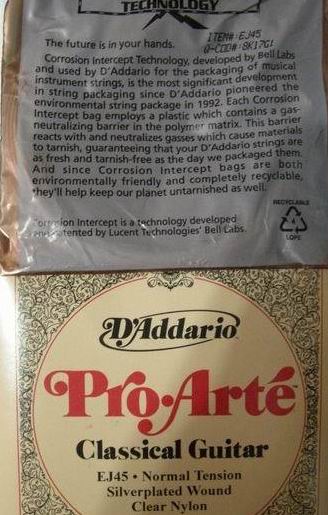 TECHNOLOGY
The future is in your hands.
ITEM# EJ45
Corrosion Intercept Technology, developed by Bell Labs
and used by D'Addario for the packaging of musical
instrument strings, is the most significant development
in string packaging since D'Addario pioneered the
environmental string package in 1992. Each Corrosion
Intercept bag employs a plastic which contains a gas-
neutralizing barrier in the polymer matrix. This barrier
reacts with and neutralizes gasses which cause materials
to tarnish, guaranteeing that your D'Addario strings are
as fresh and tarnish-free as the day we packaged them.
And since Corrosion Intercept bags are both
environmentally friendly and completely recyclable,
they'll help keep our planet untarnished as well.
RECYCLABLE
Corrosion Intercept is a technology developed
and patented by Lucent Technologies' Bell Labs.
LDPE
D'Addario
Pro·Arté
Classical Guitar
EJ45 • Normal Tension
Silverplated Wound
Clear Nylon